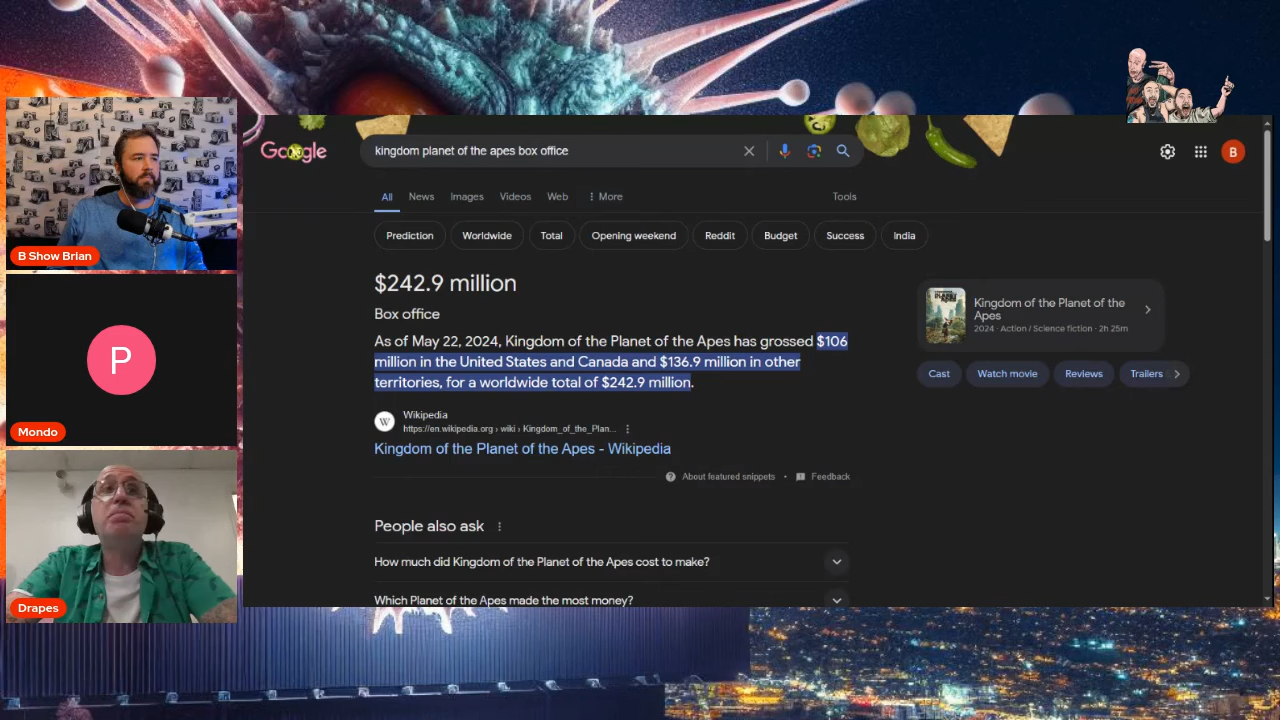 Google
kingdom planet of the apes box office
B
All
News
Images
Videos
Web
More
Tools
Prediction
Worldwide
Total
Opening weekend
Reddit
Budget
Success
India
$242.9 million
Box office
As of May 22, 2024, Kingdom of the Planet of the Apes has grossed $106
million in the United States and Canada and $136.9 million in other
territories, for a worldwide total of $242.9 million.
W
Wikipedia
https://en.wikipedia.org › wiki › Kingdom_of_the_Plan...
Kingdom of the Planet of the Apes - Wikipedia
About featured snippets
•
Feedback
People also ask
How much did Kingdom of the Planet of the Apes cost to make?
Which Planet of the Apes made the most money?
Kingdom of the Planet of the
Apes
2024 · Action / Science fiction · 2h 25m
Cast
Watch movie
Reviews
Trailers
B Show Brian
P
Mondo
Drapes